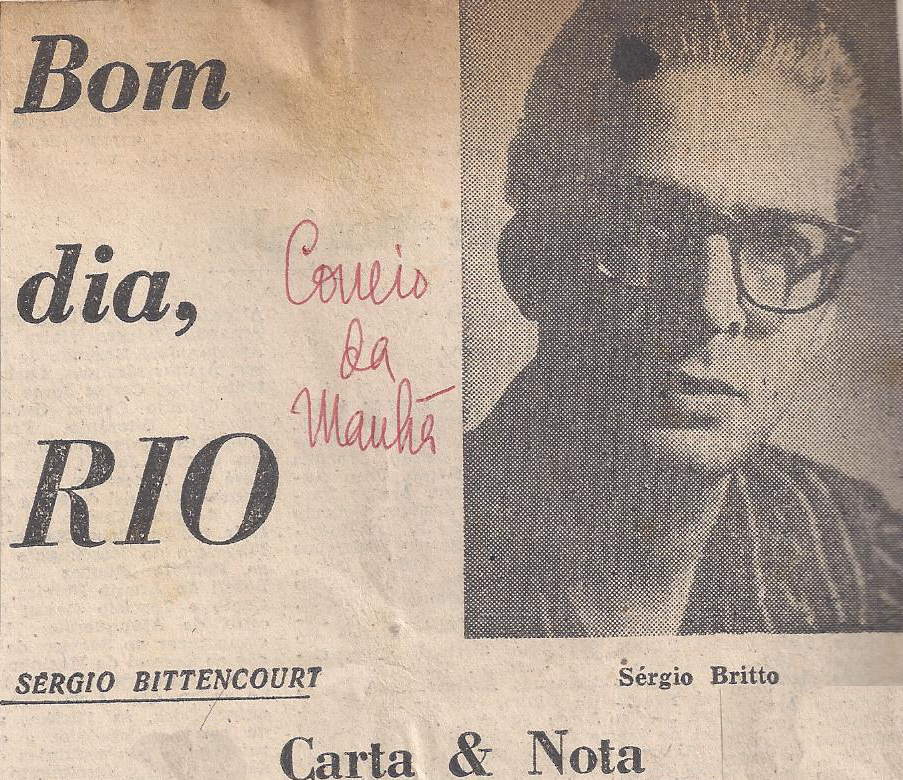 Bom
dia,
RIO
Correio
da
Manhã
SÉRGIO BITTENCOURT
Sérgio Britto
Carta & Nota